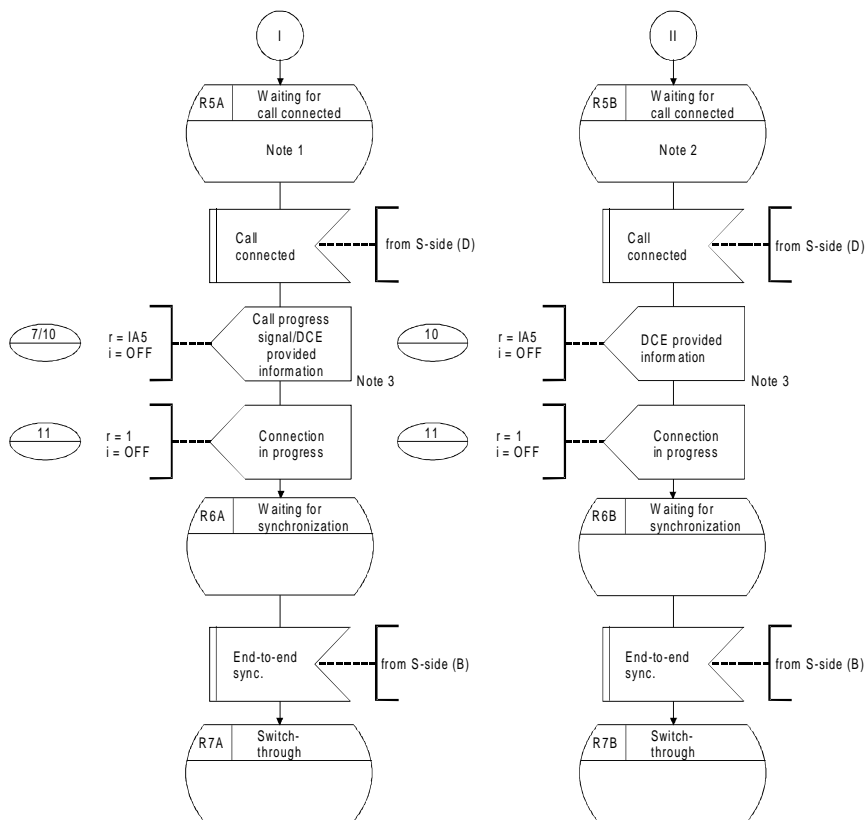 I
R5A
Waiting for
call connected
Note 1
Call
connected
from S-side (D)
7/10
r = IA5
i = OFF
Call progress
signal/DCE
provided
information
Note 3
11
r = 1
i = OFF
Connection
in progress
R6A
Waiting for
synchronization
End-to-end
sync.
from S-side (B)
R7A
Switch-
through
II
R5B
Waiting for
call connected
Note 2
Call
connected
from S-side (D)
10
r = IA5
i = OFF
DCE provided
information
Note 3
11
r = 1
i = OFF
Connection
in progress
R6B
Waiting for
synchronization
End-to-end
sync.
from S-side (B)
R7B
Switch-
through